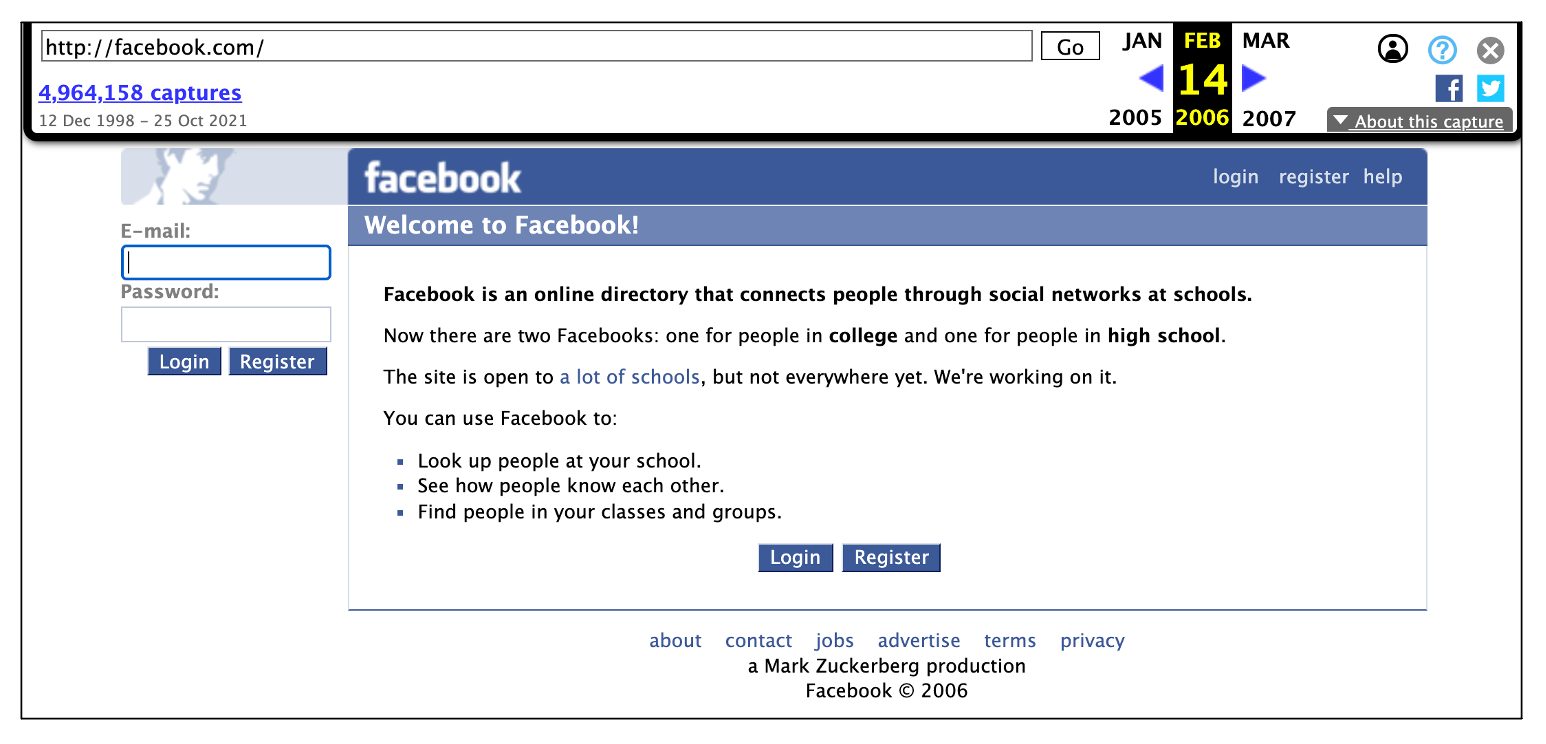 http://facebook.com/
Go
JAN FEB MAR
14
2005 2006 2007
4,964,158 captures
12 Dec 1998 – 25 Oct 2021
About this capture
facebook
login register help
Welcome to Facebook!
E-mail:
Password:
Login Register
Facebook is an online directory that connects people through social networks at schools.
Now there are two Facebooks: one for people in college and one for people in high school.
The site is open to a lot of schools, but not everywhere yet. We're working on it.
You can use Facebook to:
Look up people at your school.
See how people know each other.
Find people in your classes and groups.
Login Register
about contact jobs advertise terms privacy
a Mark Zuckerberg production
Facebook © 2006